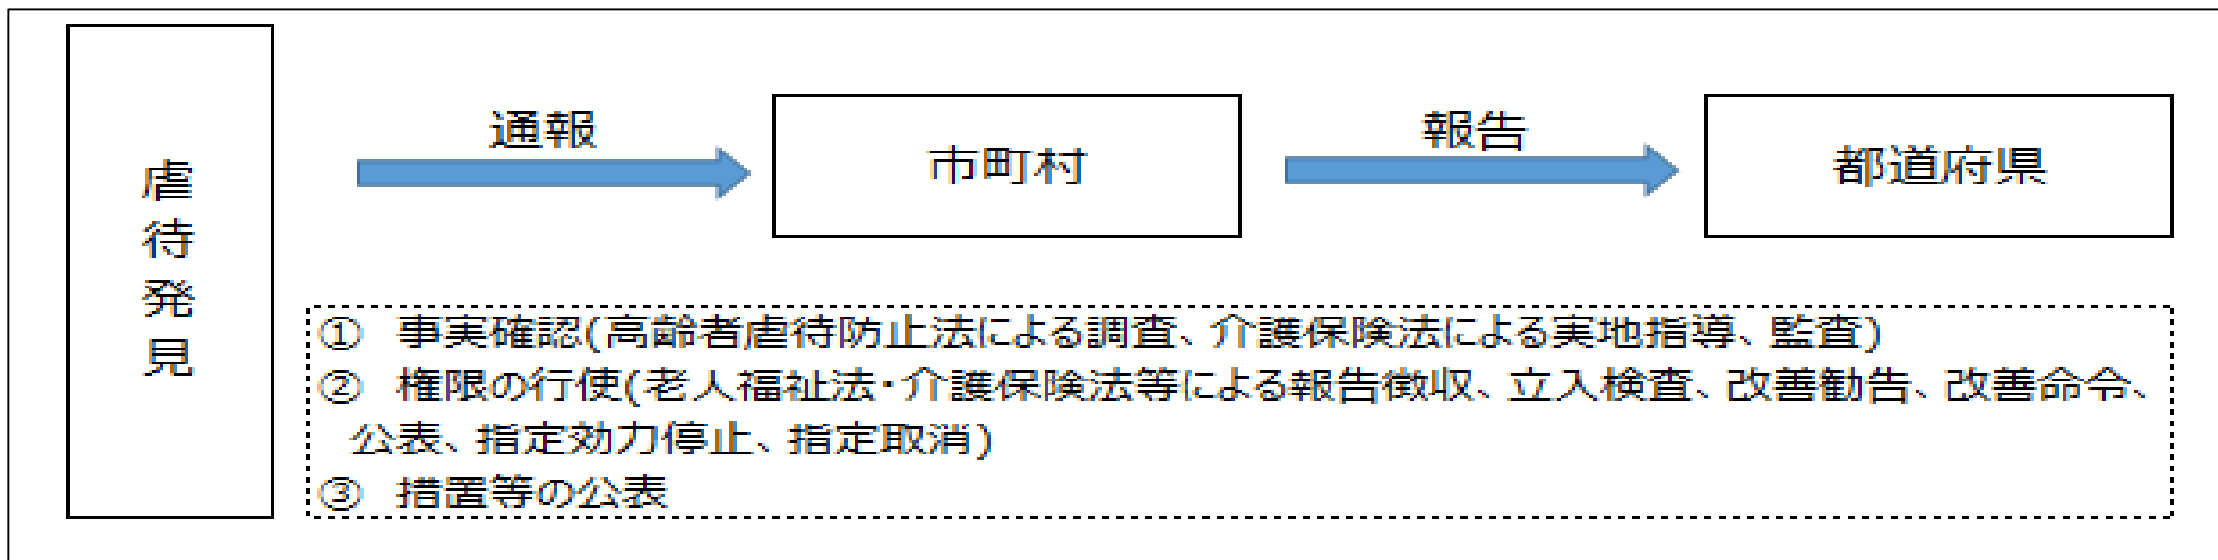 虐待発見
通報
市町村
報告
都道府県
① 事実確認(高齢者虐待防止法による調査、介護保険法による実地指導、監査)
② 権限の行使(老人福祉法・介護保険法等による報告徴収、立入検査、改善勧告、改善命令、
公表、指定効力停止、指定取消)
③ 措置等の公表